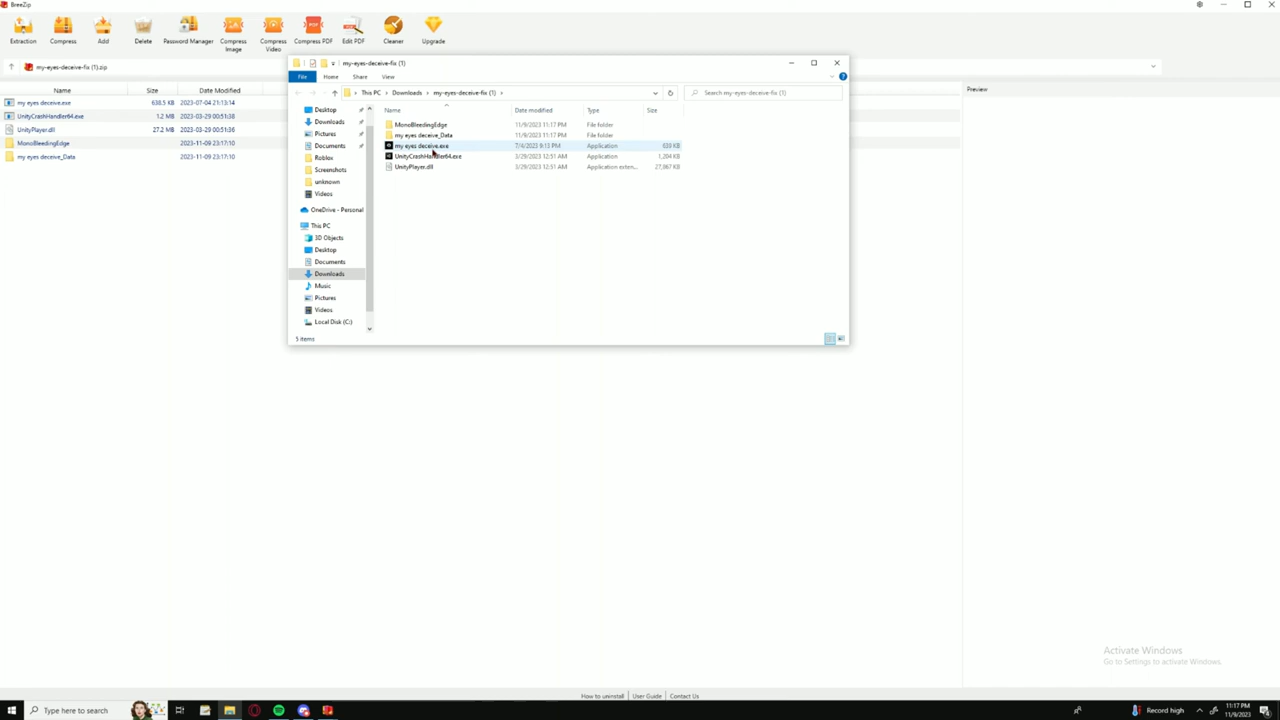 BreeZip
Extraction
Compress
Add
Delete
Password Manager
Compress Image
Compress Video
Compress PDF
Edit PDF
Cleaner
Upgrade
my-eyes-deceive-fix (1).zip
Name Size Date Modified
my eyes deceive.exe 638.5 KB 2023-07-04 21:13:14
UnityCrashHandler64.exe 1.2 MB 2023-03-29 00:51:38
UnityPlayer.dll 27.2 MB 2023-03-29 00:51:36
MonoBleedingEdge 2023-11-09 23:17:10
my eyes deceive_Data 2023-11-09 23:17:10
Preview
my-eyes-deceive-fix (1)
File Home Share View
This PC > Downloads > my-eyes-deceive-fix (1) >
Search my-eyes-deceive-fix (1)
Desktop
Downloads
Pictures
Documents
Roblox
Screenshots
unknown
Videos
OneDrive - Personal
This PC
3D Objects
Desktop
Documents
Downloads
Music
Pictures
Videos
Local Disk (C:)
Name Date modified Type Size
MonoBleedingEdge 11/9/2023 11:17 PM File folder
my eyes deceive_Data 11/9/2023 11:17 PM File folder
my eyes deceive.exe 7/4/2023 9:13 PM Application 639 KB
UnityCrashHandler64.exe 3/29/2023 12:51 AM Application 1,204 KB
UnityPlayer.dll 3/29/2023 12:51 AM Application exten... 27,867 KB
5 items
Activate Windows
Go to Settings to activate Windows.
How to uninstall | User Guide | Contact Us
Type here to search
Record high
11:17 PM
11/9/2023